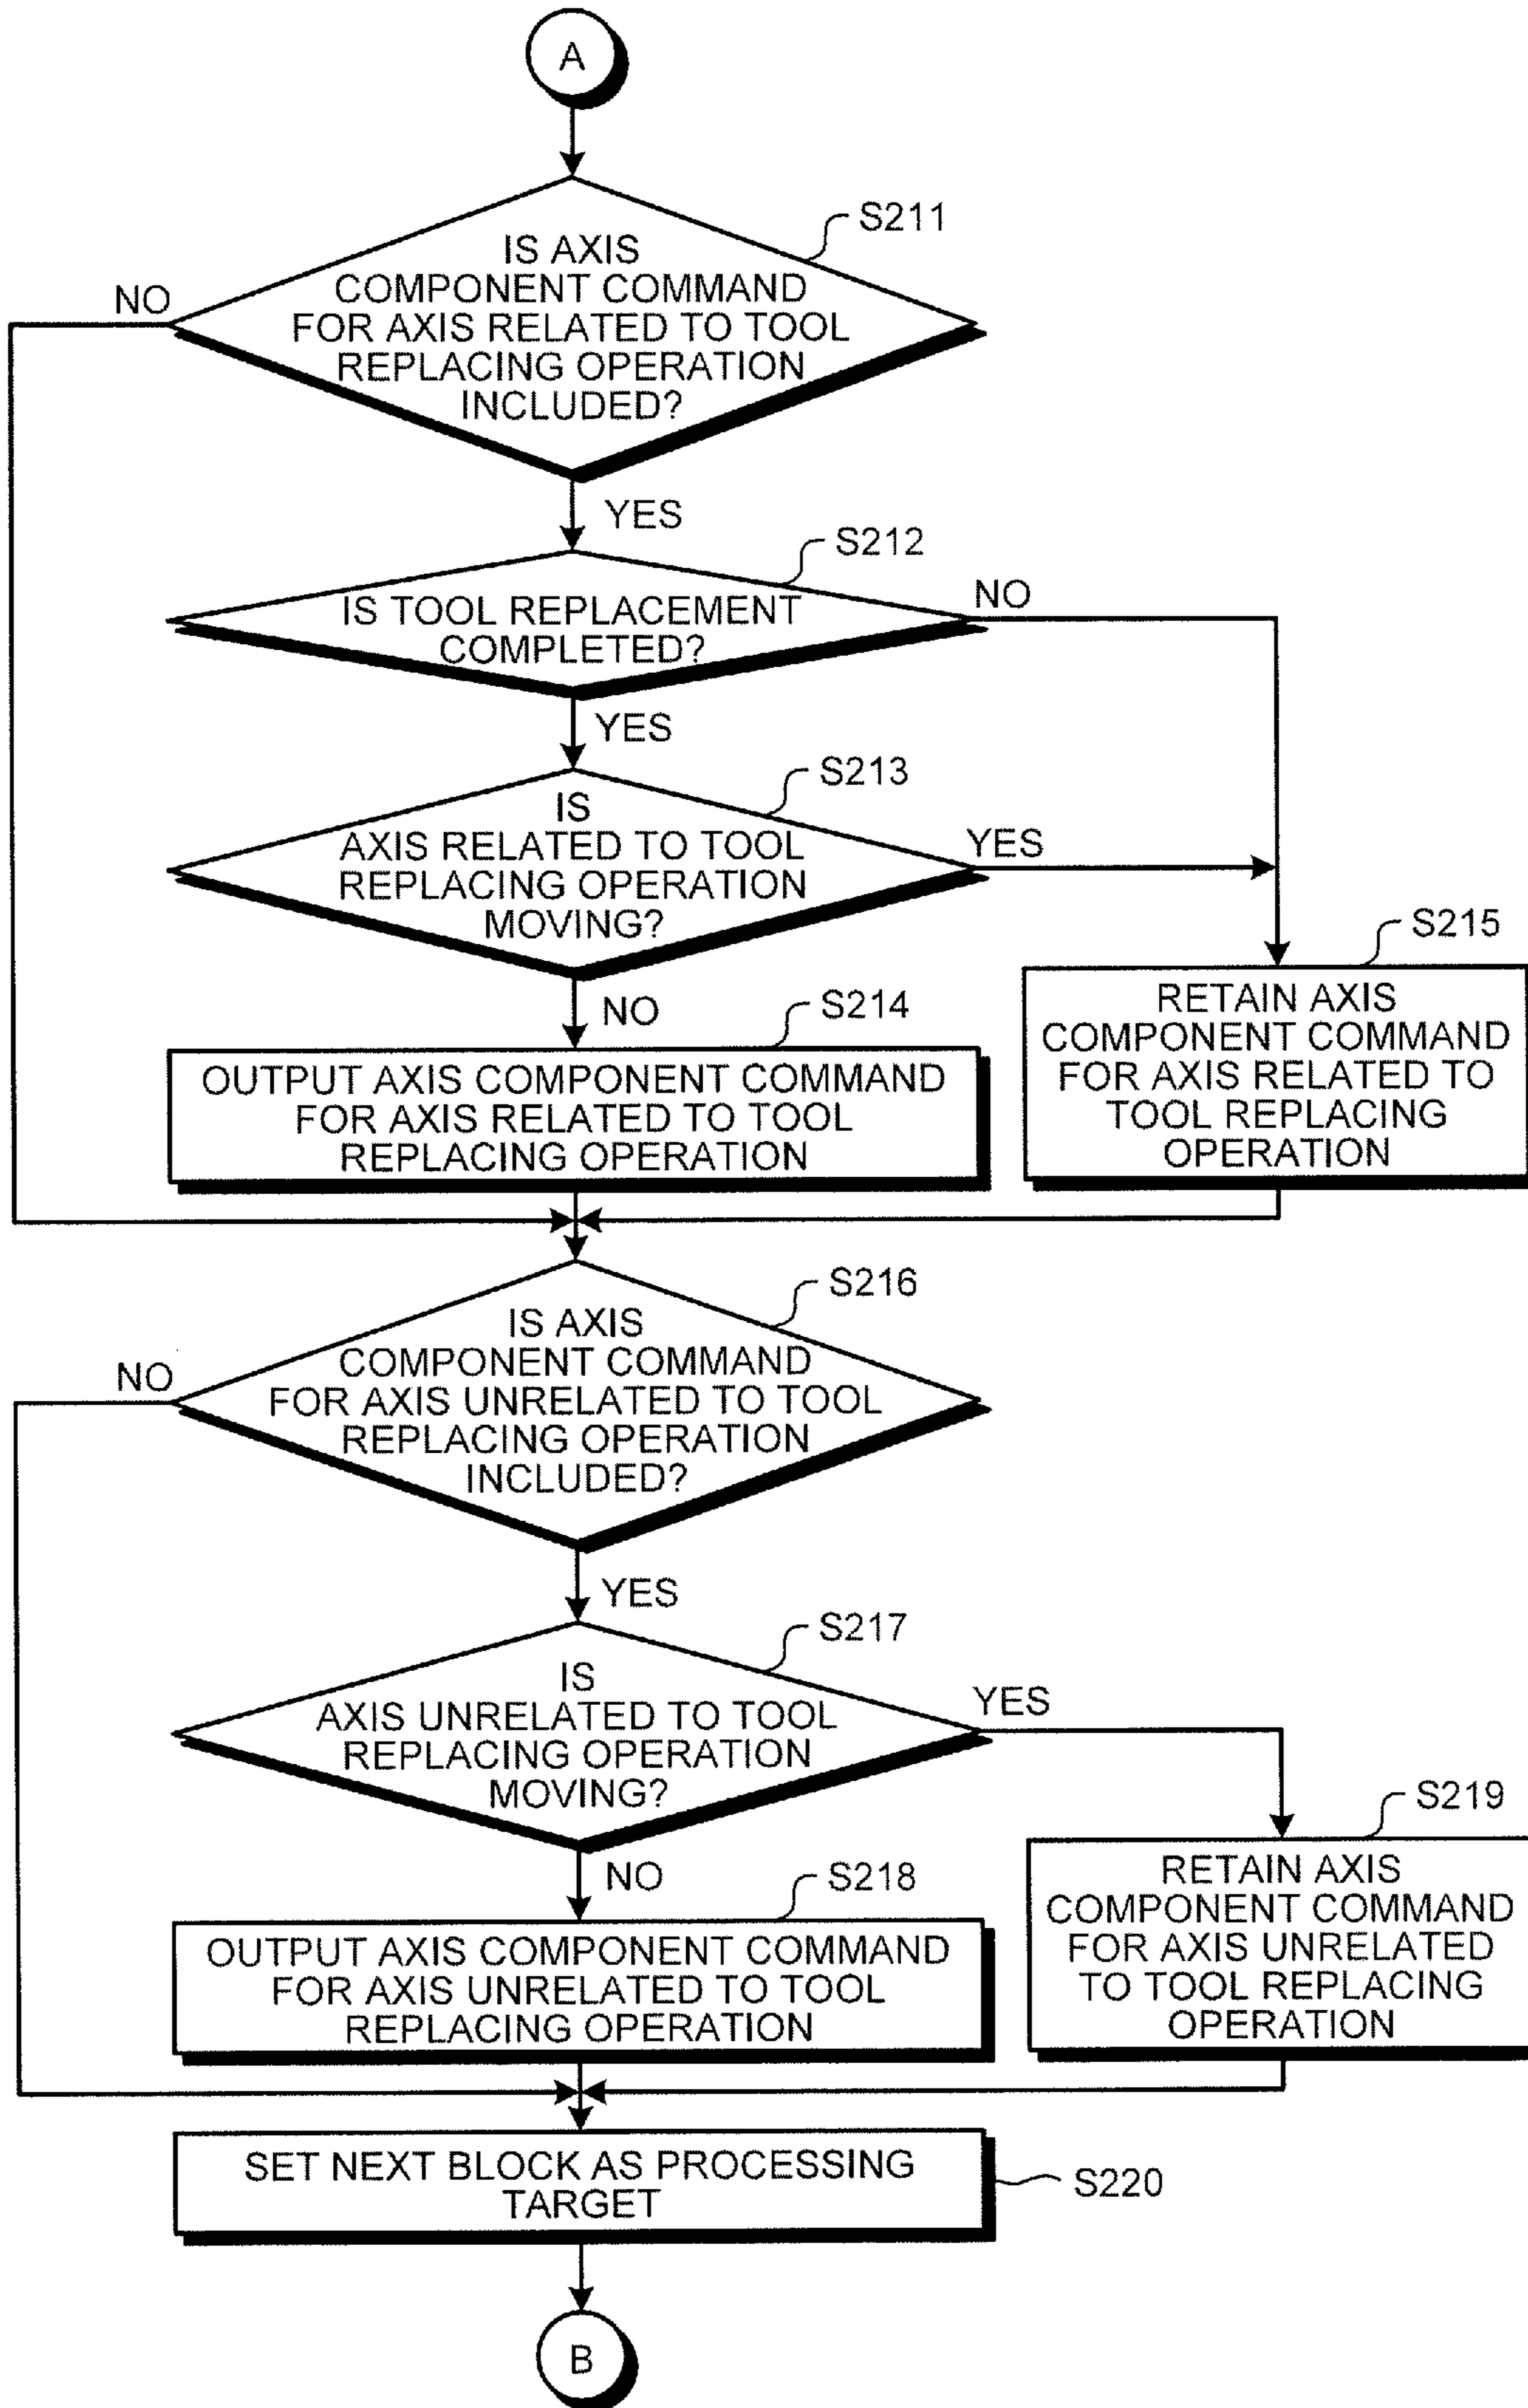 A
S211
IS AXIS
COMPONENT COMMAND
FOR AXIS RELATED TO TOOL
REPLACING OPERATION
INCLUDED?
NO
YES
S212
IS TOOL REPLACEMENT
COMPLETED?
NO
YES
S213
IS
AXIS RELATED TO TOOL
REPLACING OPERATION
MOVING?
YES
NO
S214
OUTPUT AXIS COMPONENT COMMAND
FOR AXIS RELATED TO TOOL
REPLACING OPERATION
S215
RETAIN AXIS
COMPONENT COMMAND
FOR AXIS RELATED TO
TOOL REPLACING
OPERATION
S216
IS AXIS
COMPONENT COMMAND
FOR AXIS UNRELATED TO TOOL
REPLACING OPERATION
INCLUDED?
NO
YES
S217
IS
AXIS UNRELATED TO TOOL
REPLACING OPERATION
MOVING?
YES
NO
S218
OUTPUT AXIS COMPONENT COMMAND
FOR AXIS UNRELATED TO TOOL
REPLACING OPERATION
S219
RETAIN AXIS
COMPONENT COMMAND
FOR AXIS UNRELATED
TO TOOL REPLACING
OPERATION
SET NEXT BLOCK AS PROCESSING
TARGET
S220
B